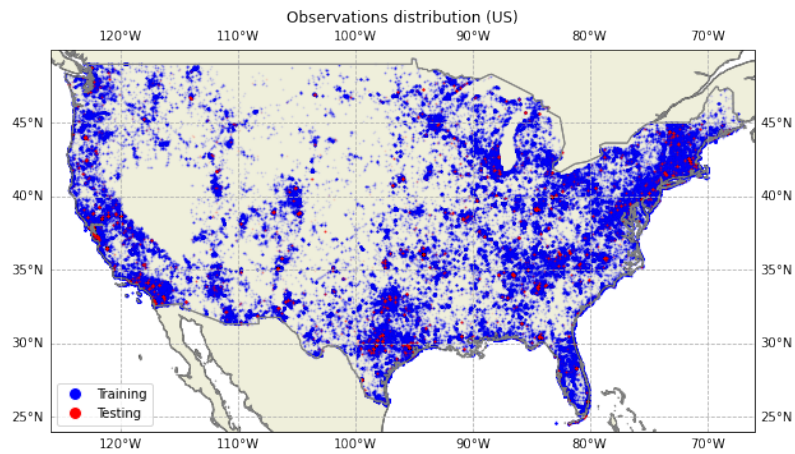 Observations distribution (US)
120°W 110°W 100°W 90°W 80°W 70°W
45°N 45°N
40°N 40°N
35°N 35°N
30°N 30°N
25°N 25°N
Training
Testing
120°W 110°W 100°W 90°W 80°W 70°W